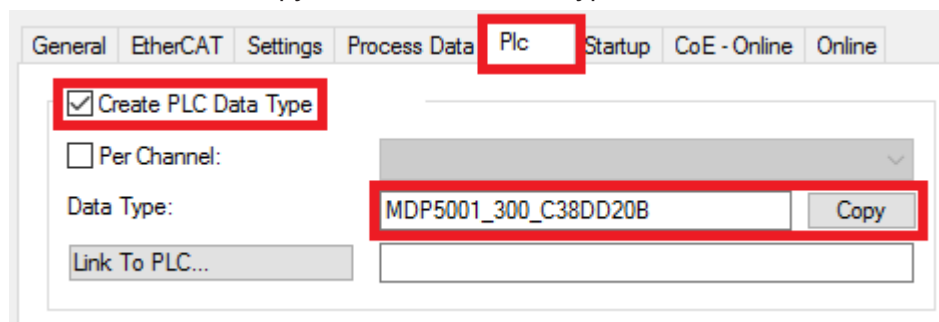 General EtherCAT Settings Process Data Plc Startup CoE - Online Online
Create PLC Data Type
Per Channel:
Data Type: MDP5001_300_C38DD20B Copy
Link To PLC...